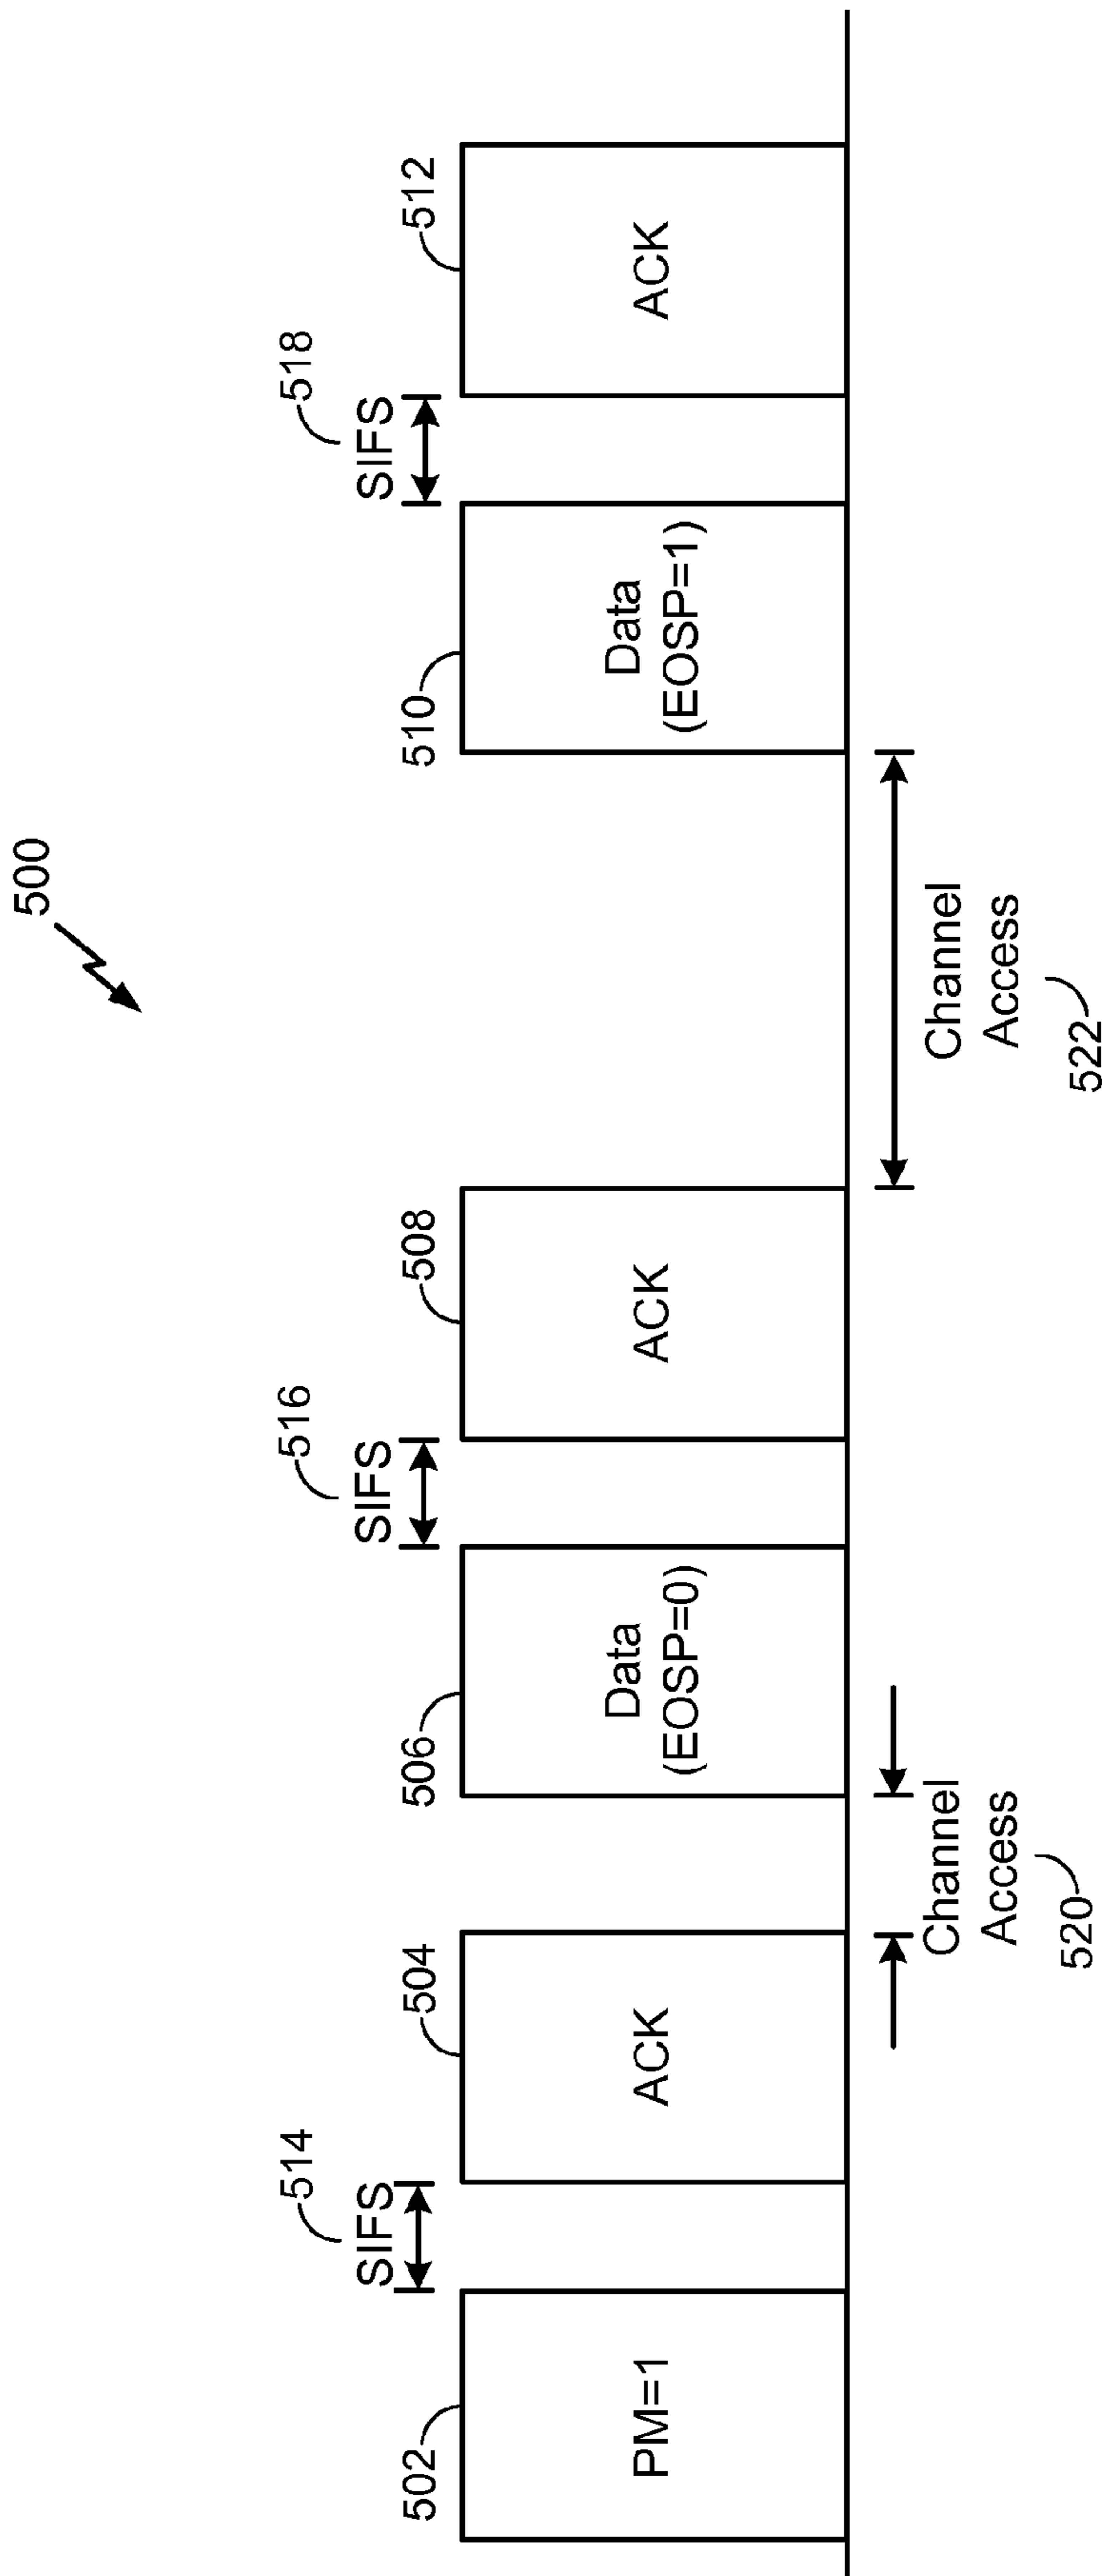 500
514
SIFS
516
SIFS
518
SIFS
502
504
506
508
510
512
PM=1
ACK
Data
(EOSP=0)
ACK
Data
(EOSP=1)
ACK
Channel
Access
520
Channel
Access
522